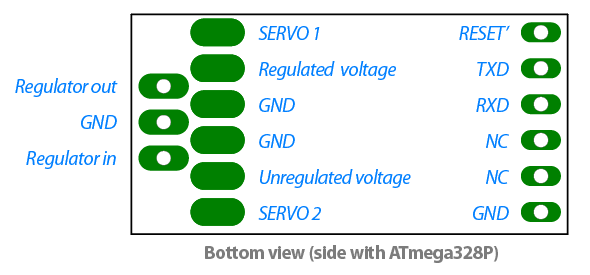 SERVO 1
RESET’
Regulated voltage
TXD
Regulator out
GND
RXD
GND
GND
NC
Regulator in
Unregulated voltage
NC
SERVO 2
GND
Bottom view (side with ATmega328P)